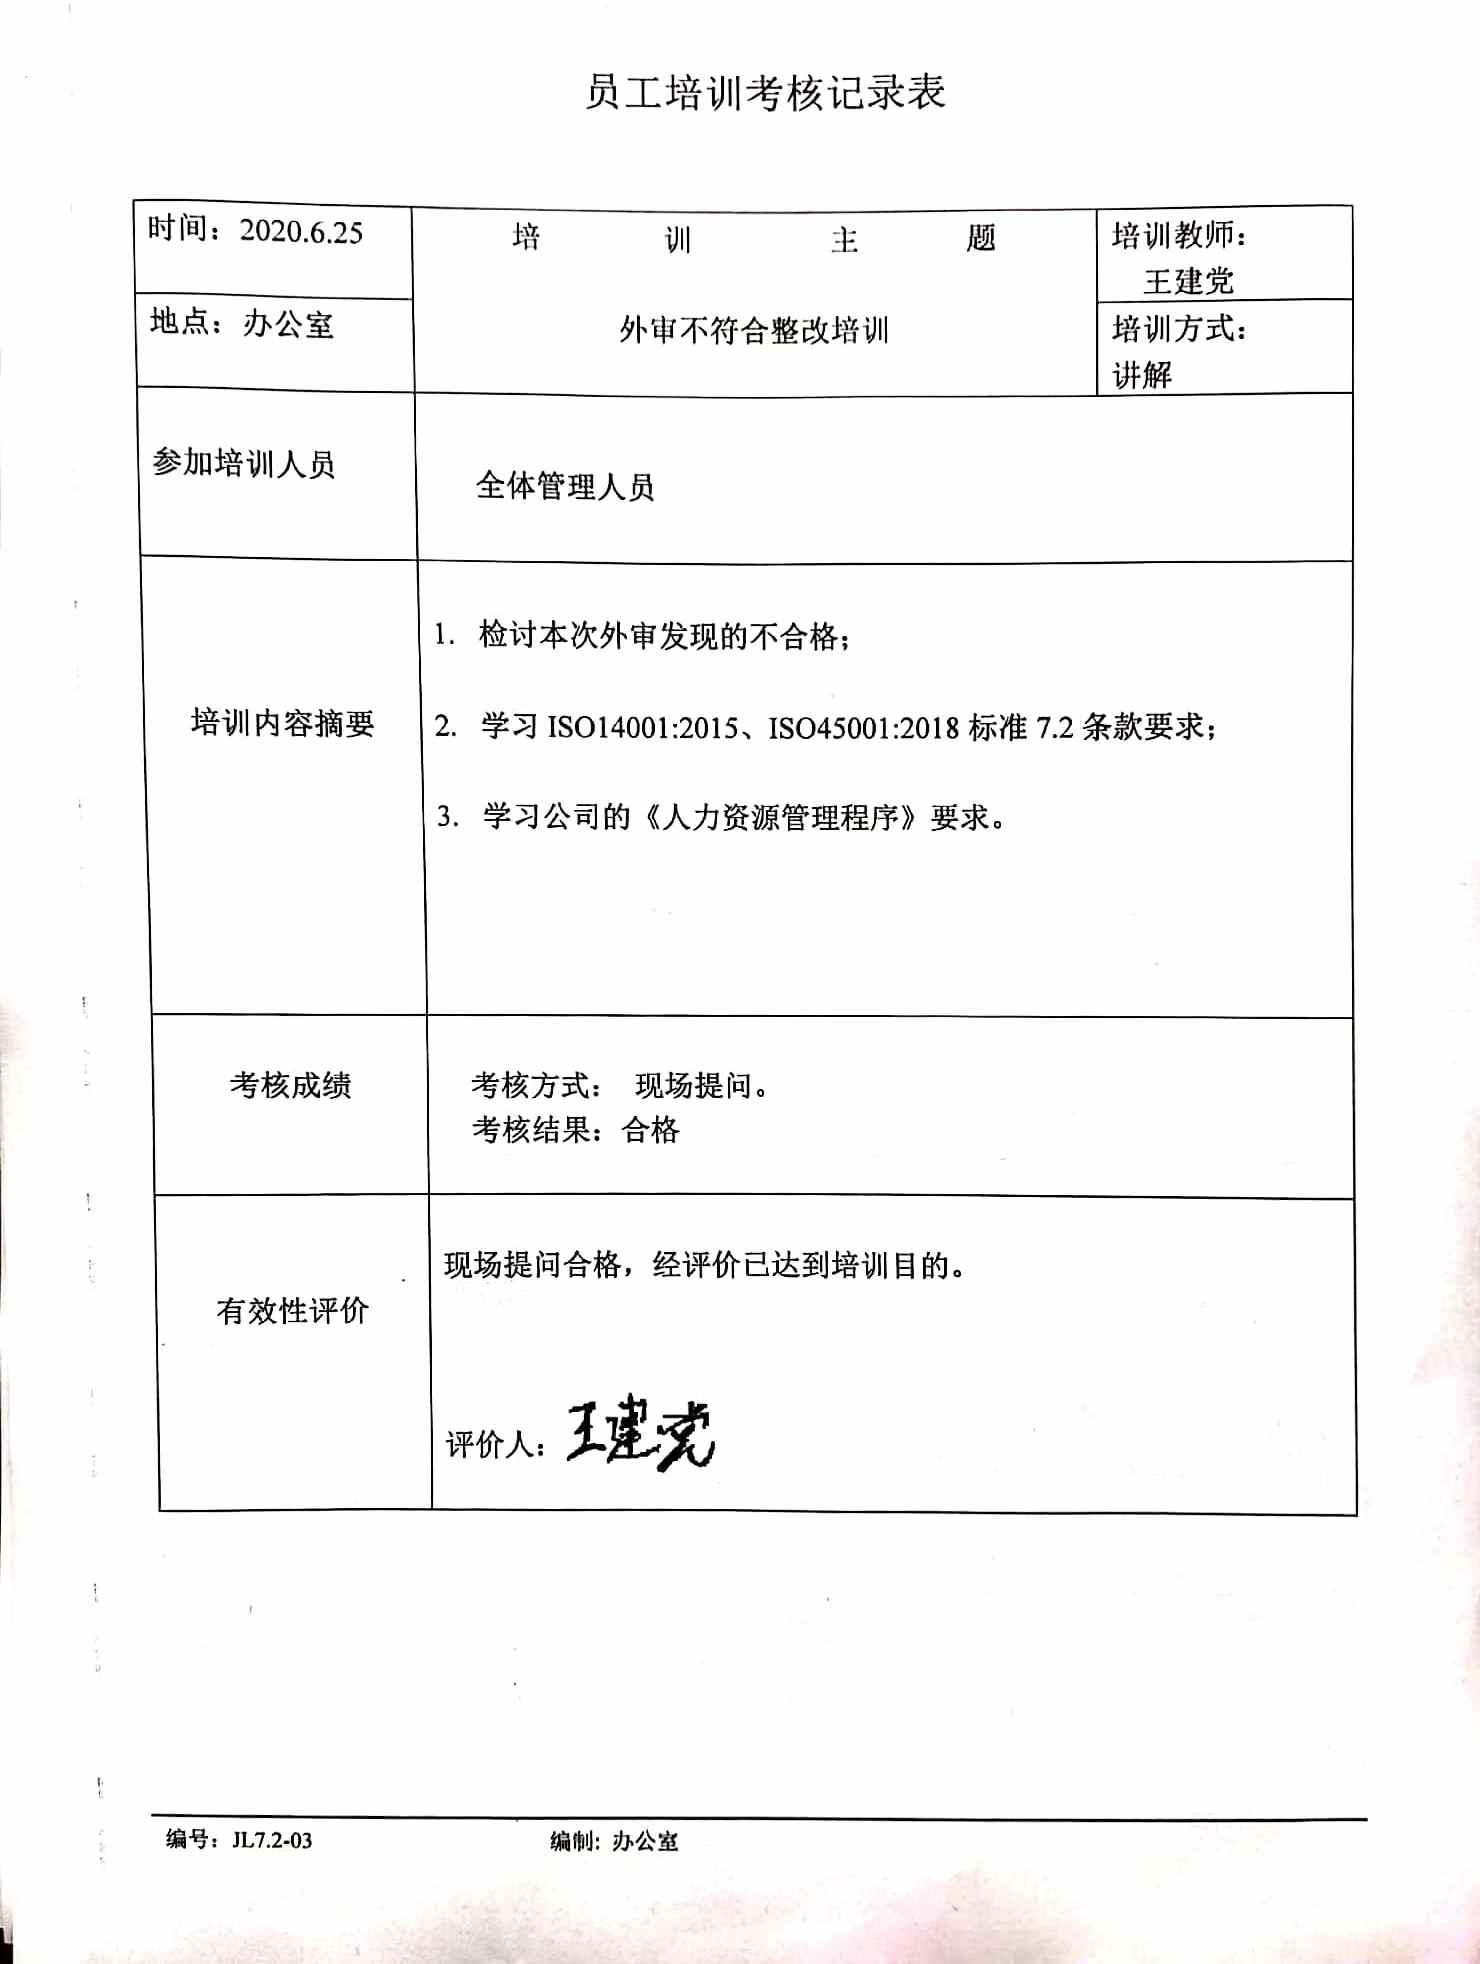 员工培训考核记录表
时间：2020.6.25
培 训 主 题
培训教师：
王建党
地点：办公室
外审不符合整改培训
培训方式：
讲解
参加培训人员
全体管理人员
培训内容摘要
1. 检讨本次外审发现的不合格；
2. 学习 ISO14001:2015、ISO45001:2018 标准 7.2 条款要求；
3. 学习公司的《人力资源管理程序》要求。
考核成绩
考核方式： 现场提问。
考核结果：合格
有效性评价
现场提问合格，经评价已达到培训目的。
评价人：王建党
编号：JL7.2-03
编制: 办公室